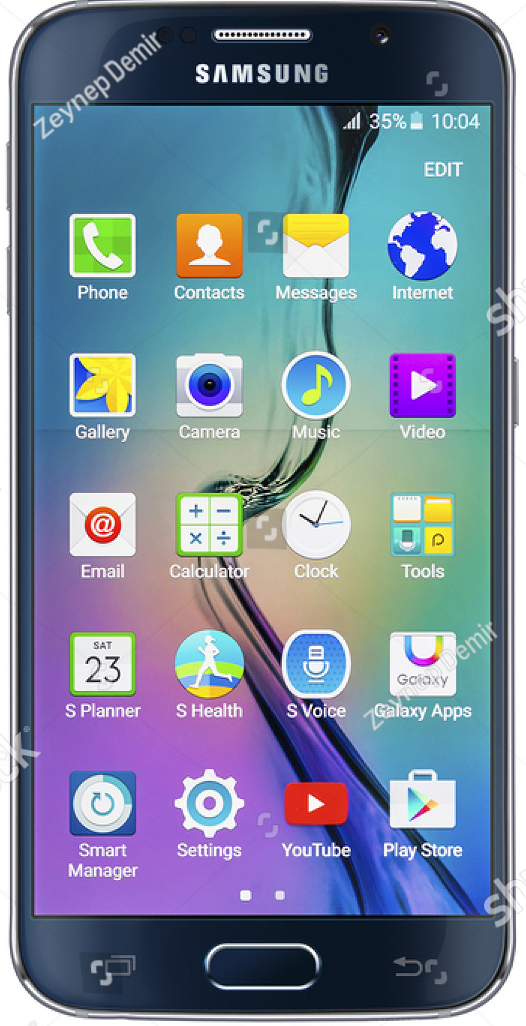 Zeynep Demir
SAMSUNG
35% 10:04
EDIT
Phone Contacts Messages Internet
Gallery Camera Music Video
Email Calculator Clock Tools
SAT
23
Galaxy
S Planner S Health S Voice Galaxy Apps
Zeynep Demir
Smart Manager Settings YouTube Play Store